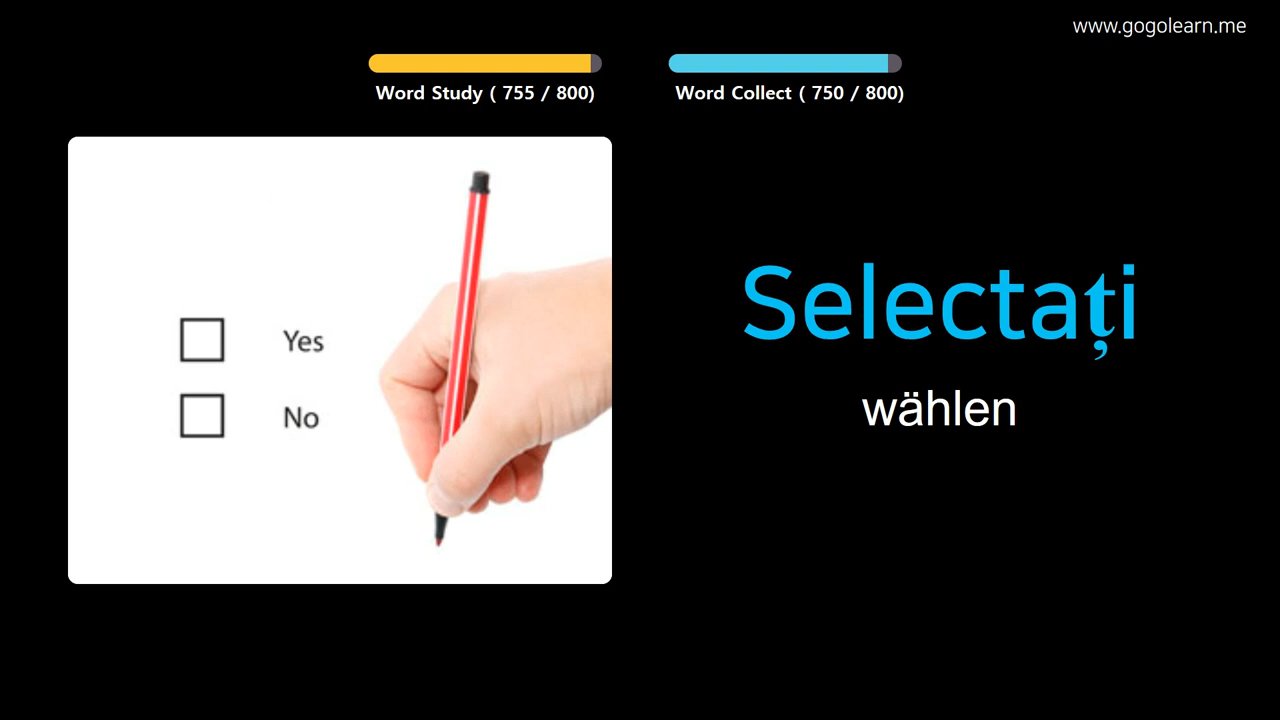 www.gogolearn.me
Word Study ( 755 / 800)
Word Collect ( 750 / 800)
Yes
No
Selectați
wählen